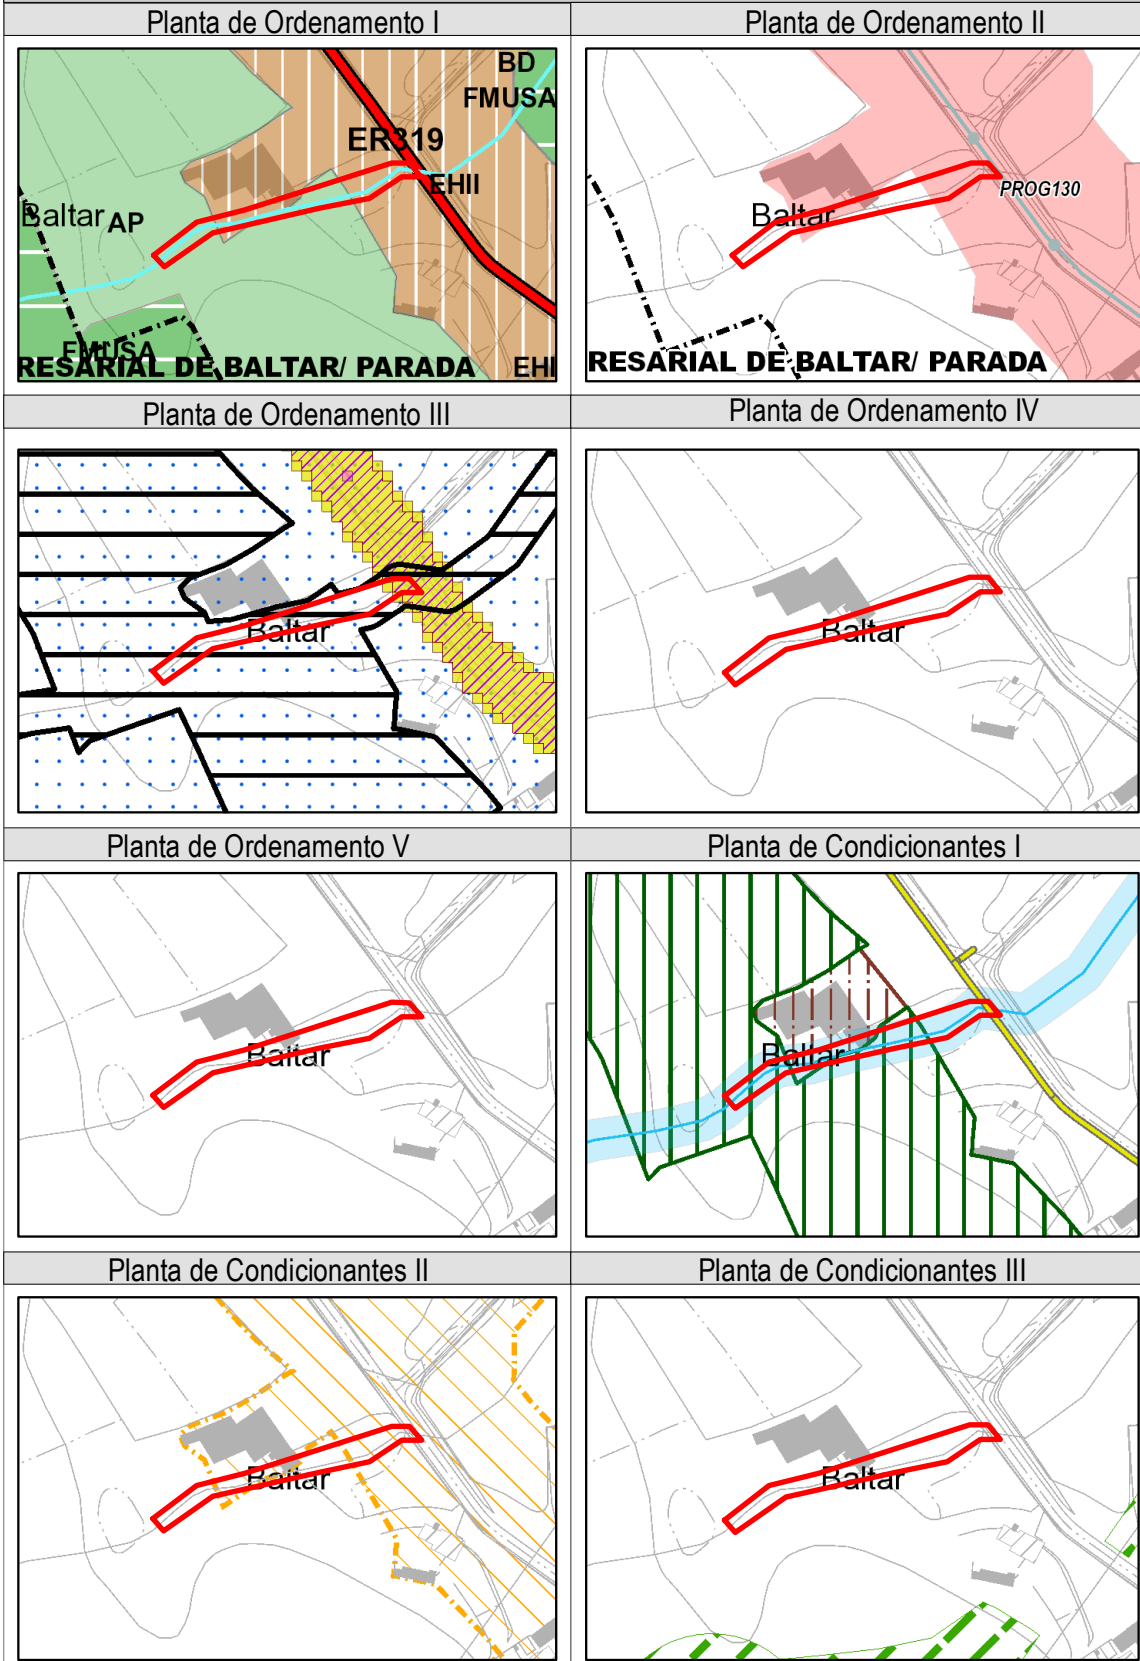 Planta de Ordenamento I
Planta de Ordenamento II
BD
FMUSA
ER319
EHII
Baltar AP
FMUSA
RESARIAL DE BALTAR/ PARADA EHI
PROG130
Baltar
RESARIAL DE BALTAR/ PARADA
Planta de Ordenamento III
Planta de Ordenamento IV
Baltar
Baltar
Planta de Ordenamento V
Planta de Condicionantes I
Baltar
Baltar
Planta de Condicionantes II
Planta de Condicionantes III
Baltar
Baltar